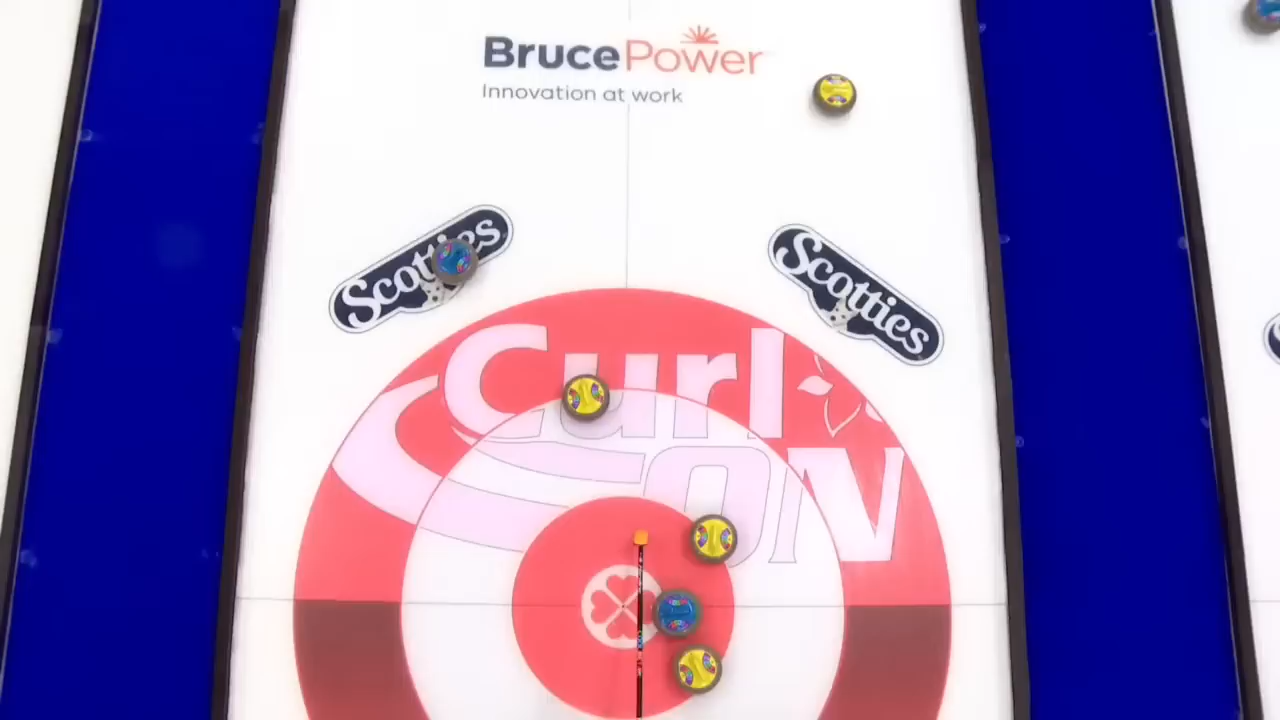 BrucePower
Innovation at work
Scotties
Scotties
Curl
ON